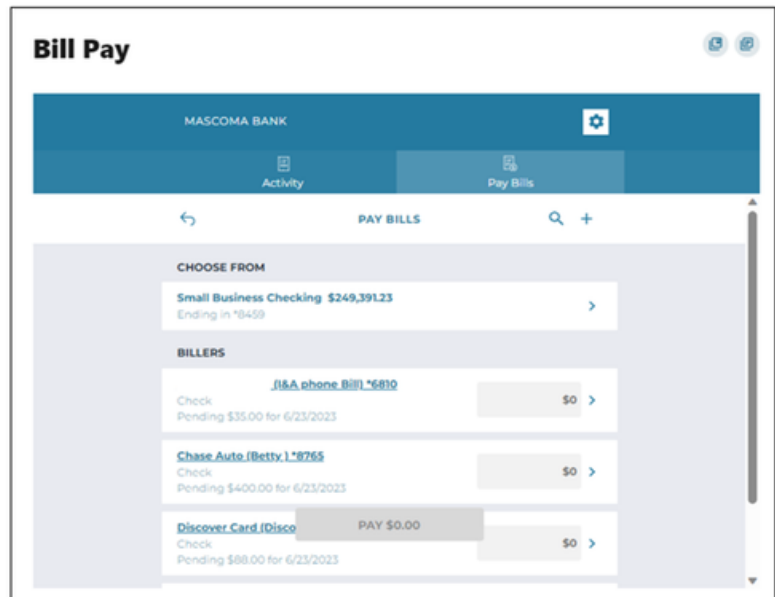 Bill Pay
MASCOMA BANK
Activity
Pay Bills
PAY BILLS
CHOOSE FROM
Small Business Checking $249,391.23
Ending in *8459
BILLERS
(I&A phone Bill) *6810
Check
$0
Pending $35.00 for 6/23/2023
Chase Auto (Betty ) *8765
Check
$0
Pending $400.00 for 6/23/2023
Discover Card (Disco
PAY $0.00
Check
$0
Pending $88.00 for 6/23/2023